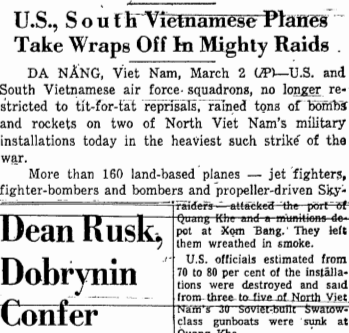 U.S., South Vietnamese Planes
Take Wraps Off In Mighty Raids
DA NANG, Viet Nam, March 2 (AP)—U.S. and
South Vietnamese air force squadrons, no longer re-
stricted to tit-for-tat reprisals, rained tons of bombs
and rockets on two of North Viet Nam's military
installations today in the heaviest such strike of the
war.
More than 160 land-based planes — jet fighters,
fighter-bombers and bombers and propeller-driven Sky-
raiders — attacked the port of
Quang Khe and a munitions de-
pot at Xom Bang. They left
them wreathed in smoke.
U.S. officials estimated from
70 to 80 per cent of the installa-
tions were destroyed and said
from three to five of North Viet
Nam's 30 Soviet-built Swatow-
class gunboats were sunk at
Quang Khe.
Dean Rusk,
Dobrynin
Confer